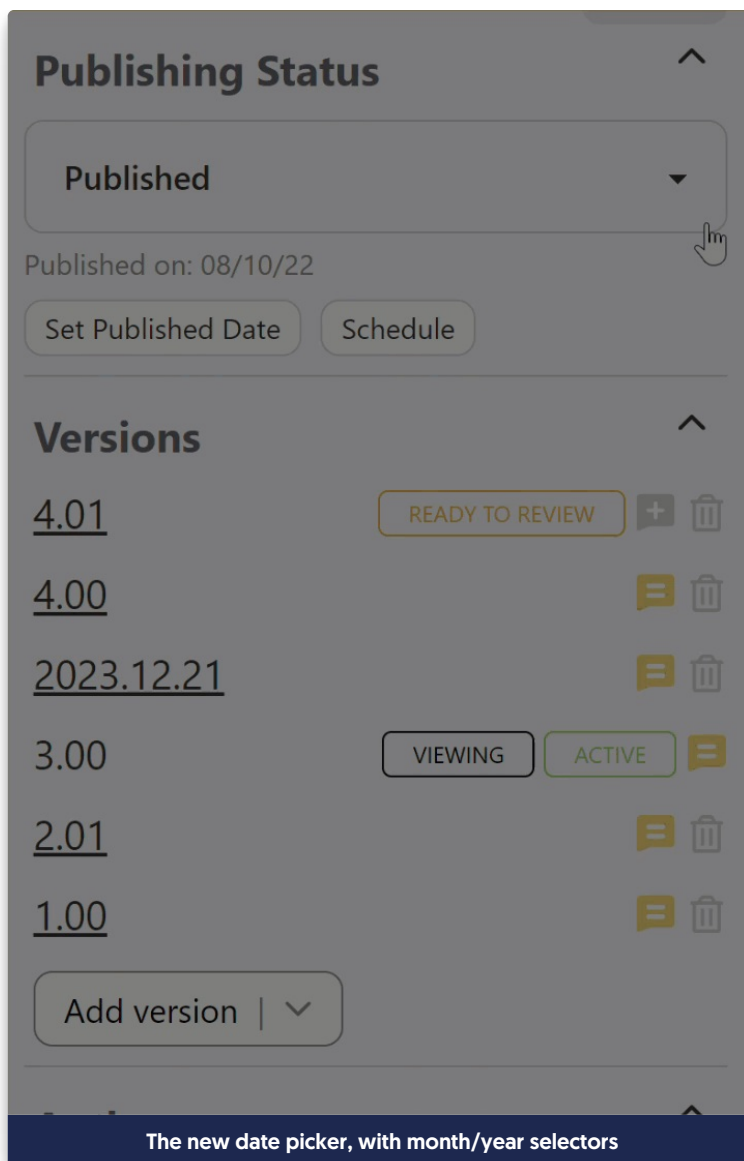 Publishing Status
Published
Published on: 08/10/22
Set Published Date Schedule
Versions
4.01 READY TO REVIEW
4.00
2023.12.21
3.00 VIEWING ACTIVE
2.01
1.00
Add version |
The new date picker, with month/year selectors